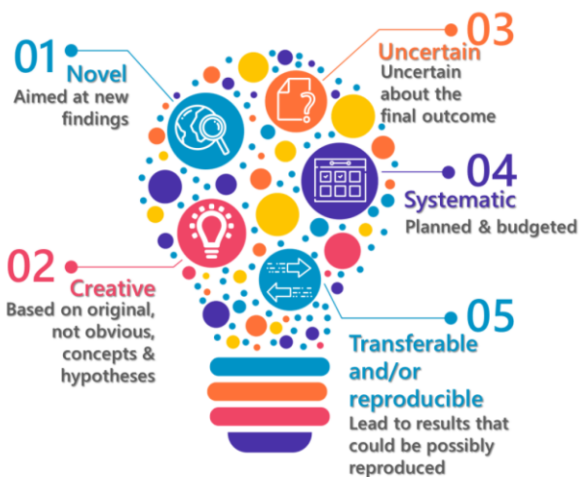 01
Novel
Aimed at new
findings
02
Creative
Based on original,
not obvious,
concepts &
hypotheses
03
Uncertain
Uncertain
about the
final outcome
04
Systematic
Planned & budgeted
05
Transferable
and/or
reproducible
Lead to results that
could be possibly
reproduced
?